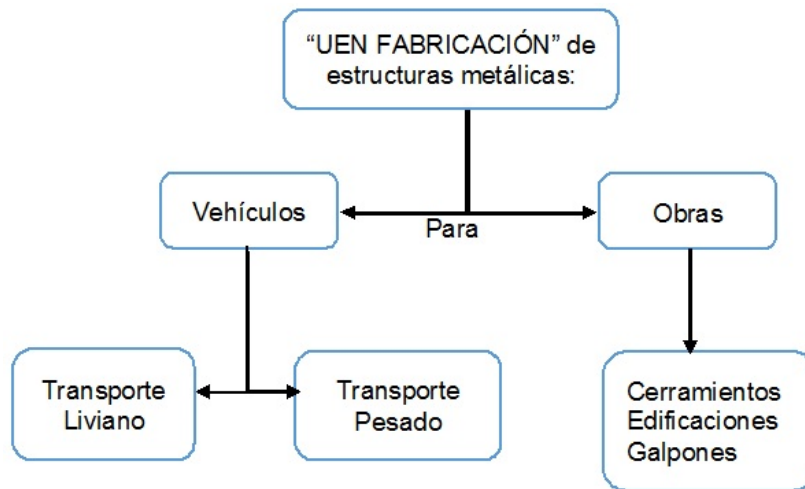 “UEN FABRICACIÓN” de
estructuras metálicas:
Vehículos
Para
Obras
Transporte
Liviano
Transporte
Pesado
Cerramientos
Edificaciones
Galpones